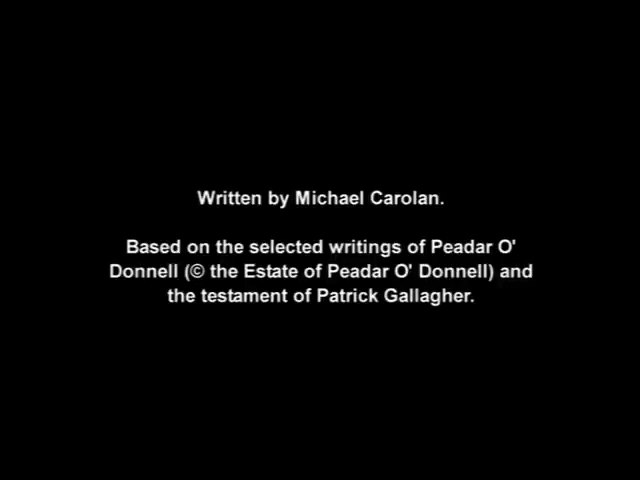 Written by Michael Carolan.
Based on the selected writings of Peadar O'
Donnell (© the Estate of Peadar O' Donnell) and
the testament of Patrick Gallagher.